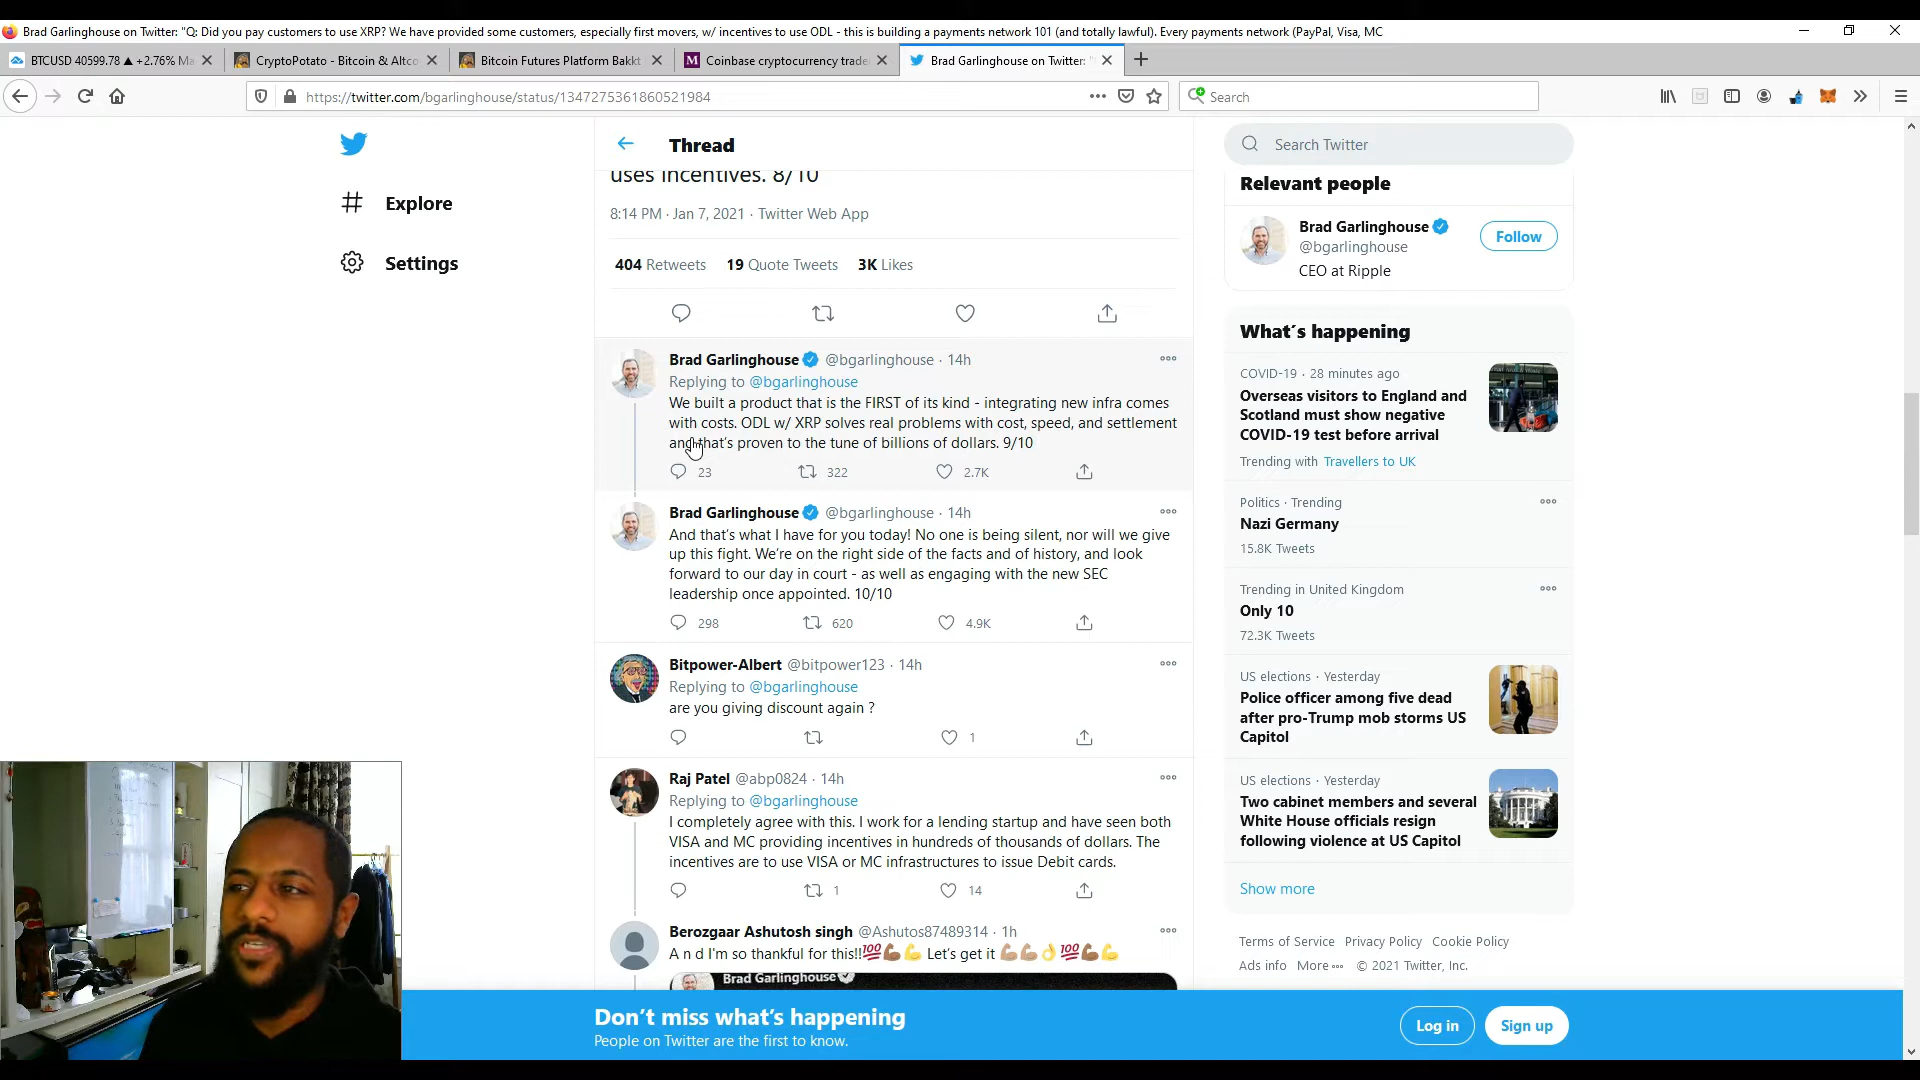 Brad Garlinghouse on Twitter: "Q: Did you pay customers to use XRP? We have provided some customers, especially first movers, w/ incentives to use ODL - this is building a payments network 101 (and totally lawful). Every payments network (PayPal, Visa, MC
BTCUSD 40599.78 ▲ +2.76% Ma
CryptoPotato - Bitcoin & Altco
Bitcoin Futures Platform Bakkt
Coinbase cryptocurrency trade
Brad Garlinghouse on Twitter: "
https://twitter.com/bgarlinghouse/status/1347275361860521984
Search
Explore
Settings
Thread
uses incentives. 8/10
8:14 PM · Jan 7, 2021 · Twitter Web App
404 Retweets 19 Quote Tweets 3K Likes
Brad Garlinghouse @bgarlinghouse · 14h
Replying to @bgarlinghouse
We built a product that is the FIRST of its kind - integrating new infra comes
with costs. ODL w/ XRP solves real problems with cost, speed, and settlement
and that's proven to the tune of billions of dollars. 9/10
23 322 2.7K
Brad Garlinghouse @bgarlinghouse · 14h
And that's what I have for you today! No one is being silent, nor will we give
up this fight. We're on the right side of the facts and of history, and look
forward to our day in court - as well as engaging with the new SEC
leadership once appointed. 10/10
298 620 4.9K
Bitpower-Albert @bitpower123 · 14h
Replying to @bgarlinghouse
are you giving discount again ?
1
Raj Patel @abp0824 · 14h
Replying to @bgarlinghouse
I completely agree with this. I work for a lending startup and have seen both
VISA and MC providing incentives in hundreds of thousands of dollars. The
incentives are to use VISA or MC infrastructures to issue Debit cards.
1 14
Berozgaar Ashutosh singh @Ashutos87489314 · 1h
A n d I'm so thankful for this!!💯💪🏾💪 Let's get it 💪🏽💪🏽👌💯💪🏾💪
Brad Garlinghouse
Search Twitter
Relevant people
Brad Garlinghouse
@bgarlinghouse
CEO at Ripple
Follow
What's happening
COVID-19 · 28 minutes ago
Overseas visitors to England and
Scotland must show negative
COVID-19 test before arrival
Trending with Travellers to UK
Politics · Trending
Nazi Germany
15.8K Tweets
Trending in United Kingdom
Only 10
72.3K Tweets
US elections · Yesterday
Police officer among five dead
after pro-Trump mob storms US
Capitol
US elections · Yesterday
Two cabinet members and several
White House officials resign
following violence at US Capitol
Show more
Terms of Service Privacy Policy Cookie Policy
Ads info More © 2021 Twitter, Inc.
Don't miss what's happening
People on Twitter are the first to know.
Log in
Sign up